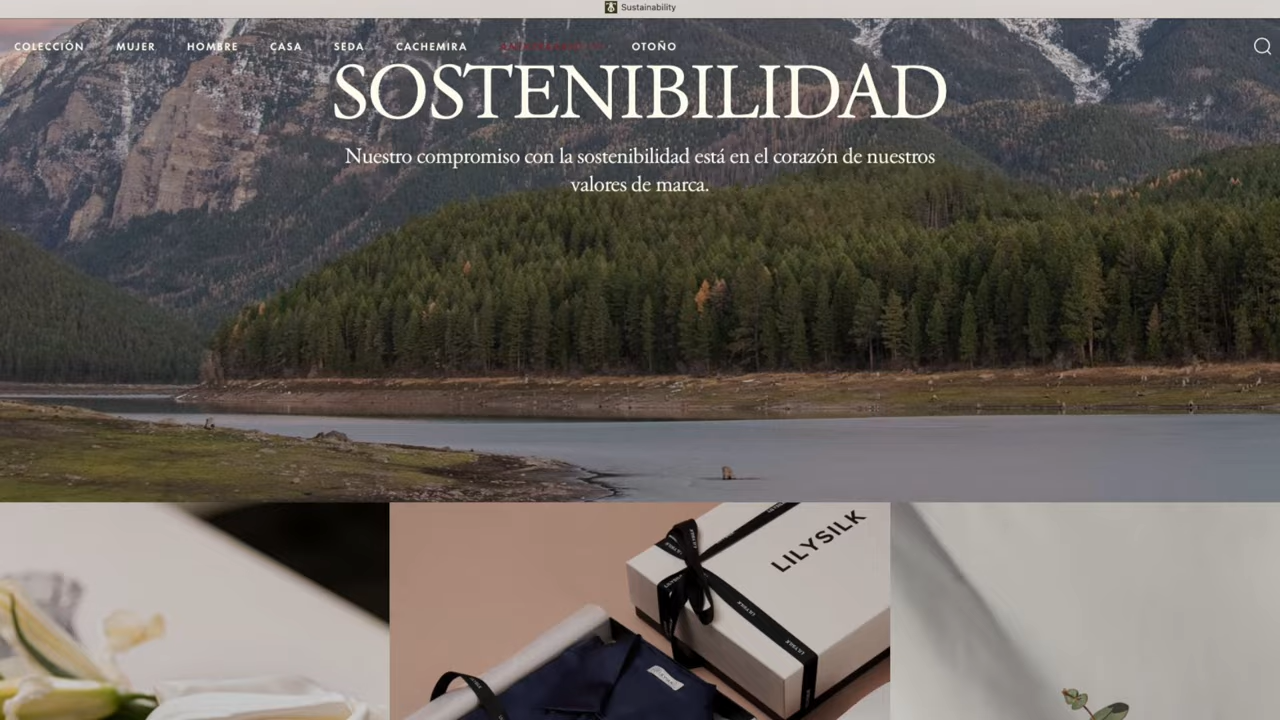 Sustainability
COLECCIÓN MUJER HOMBRE CASA SEDA CACHEMIRA OTOÑO
SOSTENIBILIDAD
Nuestro compromiso con la sostenibilidad está en el corazón de nuestros
valores de marca.
LILYSILK